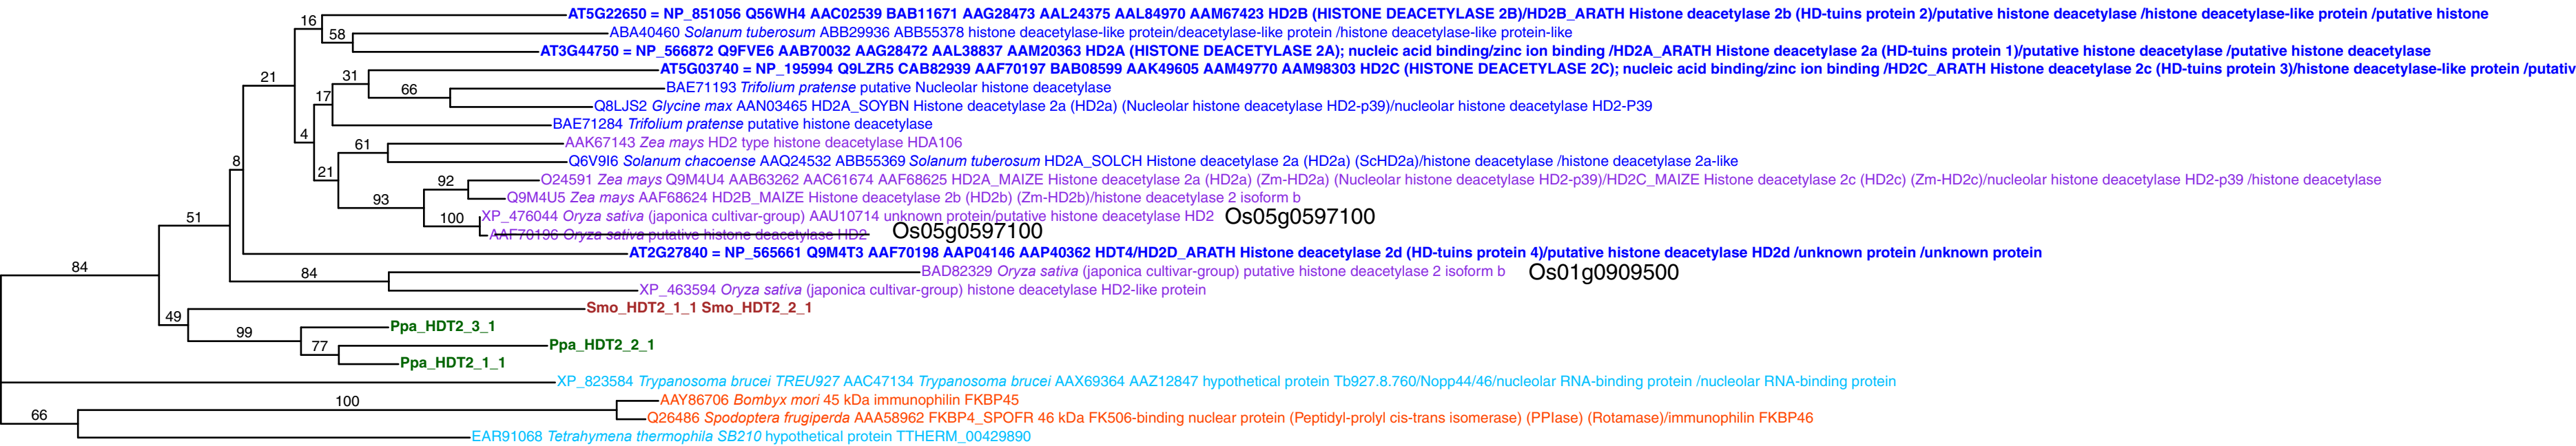 16 AT5G22650 = NP_851056 Q56WH4 AAC02539 BAB11671 AAG28473 AAL24375 AAL84970 AAM67423 HD2B (HISTONE DEACETYLASE 2B)/HD2B_ARATH Histone deacetylase 2b (HD-tuins protein 2)/putative histone deacetylase /histone deacetylase-like protein /putative histone
58 ABA40460 Solanum tuberosum ABB29936 ABB55378 histone deacetylase-like protein/deacetylase-like protein /histone deacetylase-like protein-like
AT3G44750 = NP_566872 Q9FVE6 AAB70032 AAG28472 AAL38837 AAM20363 HD2A (HISTONE DEACETYLASE 2A); nucleic acid binding/zinc ion binding /HD2A_ARATH Histone deacetylase 2a (HD-tuins protein 1)/putative histone deacetylase /putative histone deacetylase
21 31 AT5G03740 = NP_195994 Q9LZR5 CAB82939 AAF70197 BAB08599 AAK49605 AAM49770 AAM98303 HD2C (HISTONE DEACETYLASE 2C); nucleic acid binding/zinc ion binding /HD2C_ARATH Histone deacetylase 2c (HD-tuins protein 3)/histone deacetylase-like protein /putativ
17 66 BAE71193 Trifolium pratense putative Nucleolar histone deacetylase
Q8LJS2 Glycine max AAN03465 HD2A_SOYBN Histone deacetylase 2a (HD2a) (Nucleolar histone deacetylase HD2-p39)/nucleolar histone deacetylase HD2-P39
BAE71284 Trifolium pratense putative histone deacetylase
4 61 AAK67143 Zea mays HD2 type histone deacetylase HDA106
8 Q6V9I6 Solanum chacoense AAQ24532 ABB55369 Solanum tuberosum HD2A_SOLCH Histone deacetylase 2a (HD2a) (ScHD2a)/histone deacetylase /histone deacetylase 2a-like
21 92 O24591 Zea mays Q9M4U4 AAB63262 AAC61674 AAF68625 HD2A_MAIZE Histone deacetylase 2a (HD2a) (Zm-HD2a) (Nucleolar histone deacetylase HD2-p39)/HD2C_MAIZE Histone deacetylase 2c (HD2c) (Zm-HD2c)/nucleolar histone deacetylase HD2-p39 /histone deacetylase
93 Q9M4U5 Zea mays AAF68624 HD2B_MAIZE Histone deacetylase 2b (HD2b) (Zm-HD2b)/histone deacetylase 2 isoform b
51 100 XP_476044 Oryza sativa (japonica cultivar-group) AAU10714 unknown protein/putative histone deacetylase HD2 Os05g0597100
AAF70196 Oryza sativa putative histone deacetylase HD2 Os05g0597100
AT2G27840 = NP_565661 Q9M4T3 AAF70198 AAP04146 AAP40362 HDT4/HD2D_ARATH Histone deacetylase 2d (HD-tuins protein 4)/putative histone deacetylase HD2d /unknown protein /unknown protein
84 84 BAD82329 Oryza sativa (japonica cultivar-group) putative histone deacetylase 2 isoform b Os01g0909500
XP_463594 Oryza sativa (japonica cultivar-group) histone deacetylase HD2-like protein
49 Smo_HDT2_1_1 Smo_HDT2_2_1
99 Ppa_HDT2_3_1
77 Ppa_HDT2_2_1
Ppa_HDT2_1_1
XP_823584 Trypanosoma brucei TREU927 AAC47134 Trypanosoma brucei AAX69364 AAZ12847 hypothetical protein Tb927.8.760/Nopp44/46/nucleolar RNA-binding protein /nucleolar RNA-binding protein
100 AAY86706 Bombyx mori 45 kDa immunophilin FKBP45
66 Q26486 Spodoptera frugiperda AAA58962 FKBP4_SPOFR 46 kDa FK506-binding nuclear protein (Peptidyl-prolyl cis-trans isomerase) (PPIase) (Rotamase)/immunophilin FKBP46
EAR91068 Tetrahymena thermophila SB210 hypothetical protein TTHERM_00429890